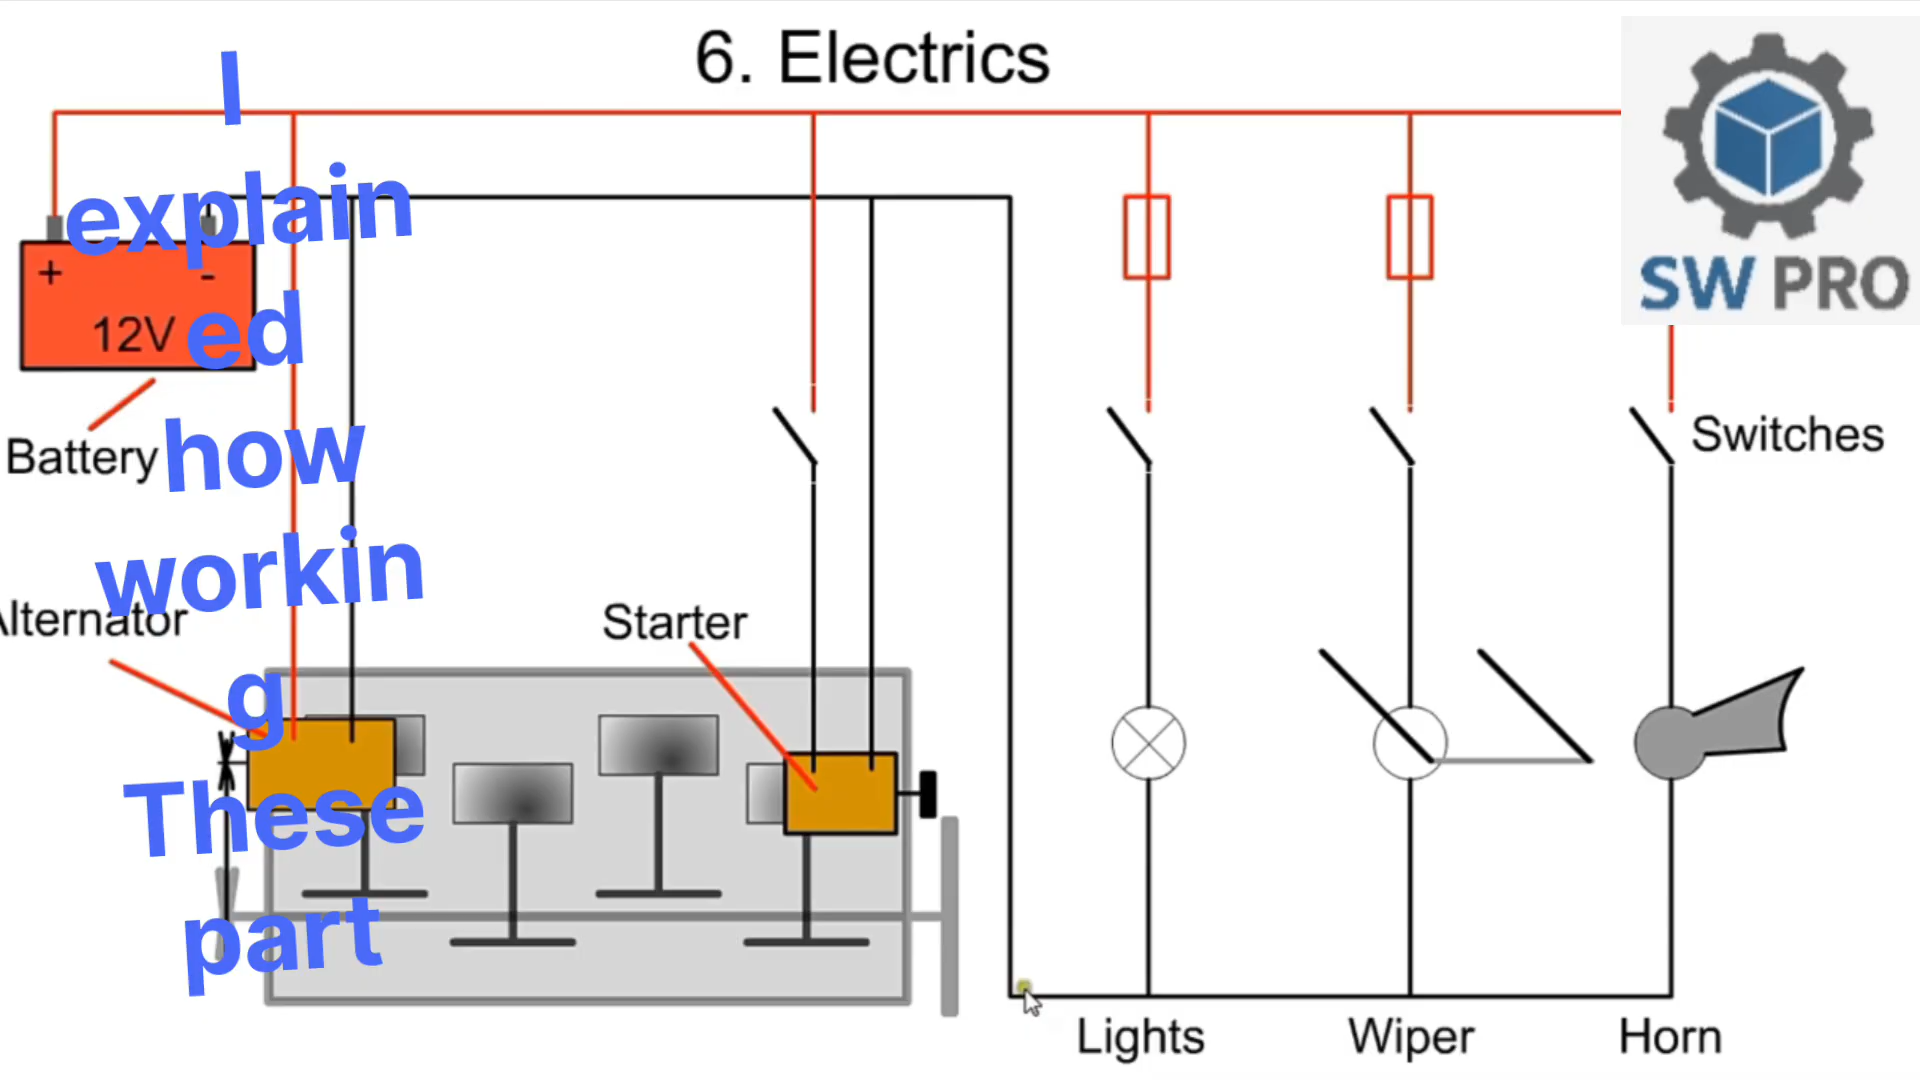 6. Electrics
I
explain
ed
how
workin
g
These
part
+ -
12V
Battery
Alternator
Starter
Switches
Lights
Wiper
Horn
SW PRO